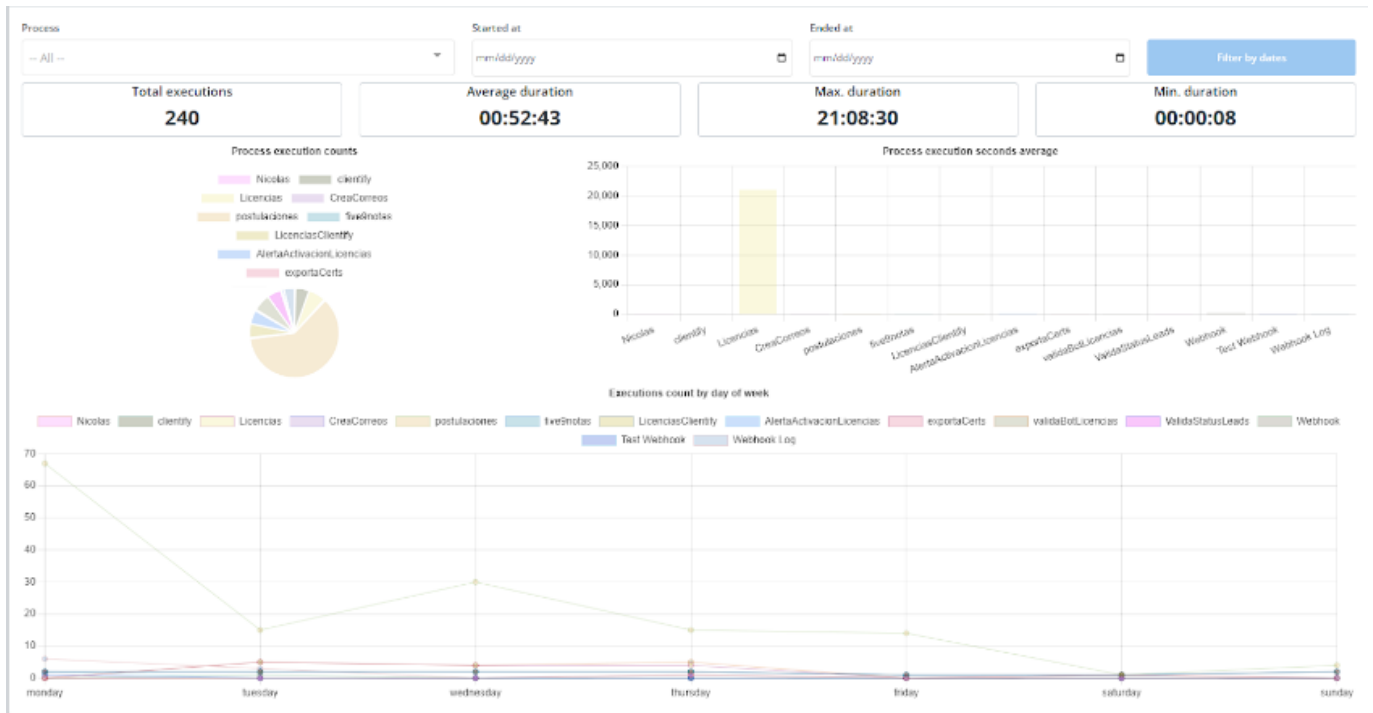 Process Started at Ended at
-- All -- mm/dd/yyyy mm/dd/yyyy Filter by dates
Total executions Average duration Max. duration Min. duration
240 00:52:43 21:08:30 00:00:08
Process execution counts
Nicolas clientify
Licencias CreaCorreos
postulaciones five9notas
LicenciasClientify
AlertaActivacionLicencias
exportaCerts
Process execution seconds average
25,000
20,000
15,000
10,000
5,000
0
Nicolas clientify Licencias CreaCorreos postulaciones five9notas LicenciasClientify AlertaActivacionLicencias exportaCerts validaBotLicencias ValidaStatusLeads Webhook Test Webhook Webhook Log
Executions count by day of week
Nicolas clientify Licencias CreaCorreos postulaciones five9notas LicenciasClientify AlertaActivacionLicencias exportaCerts validaBotLicencias ValidaStatusLeads Webhook
Test Webhook Webhook Log
70
60
50
40
30
20
10
0
monday tuesday wednesday thursday friday saturday sunday